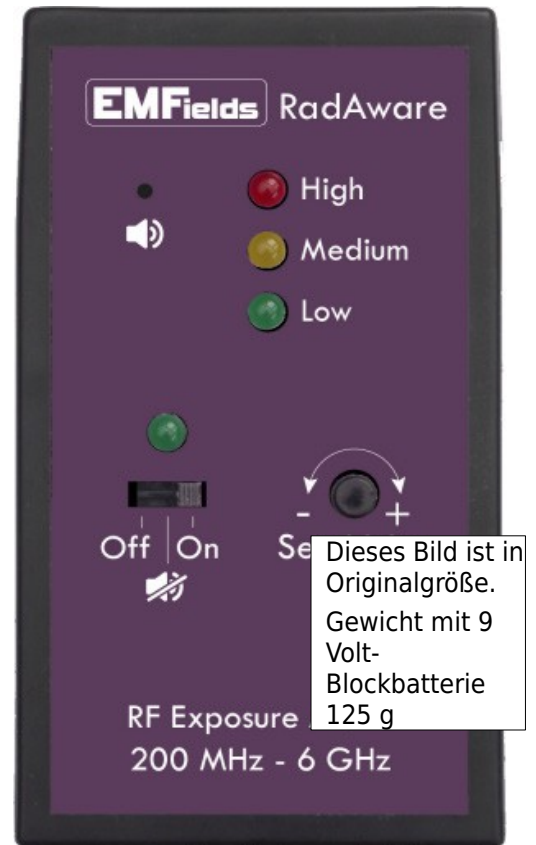 EMFields RadAware
High
Medium
Low
Off On
- +
Dieses Bild ist in
Originalgröße.
Gewicht mit 9
Volt-
Blockbatterie
125 g
RF Exposure
200 MHz - 6 GHz